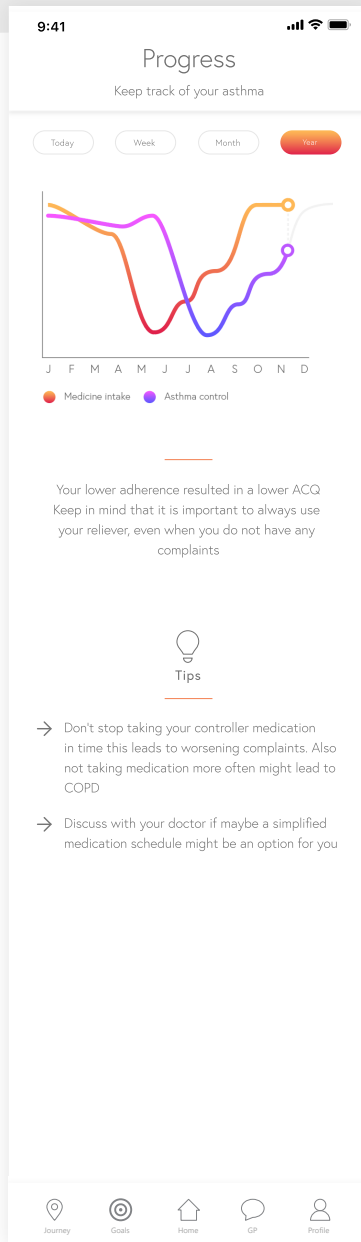 9:41
Progress
Keep track of your asthma
Today Week Month Year
J F M A M J J A S O N D
Medicine intake Asthma control
Your lower adherence resulted in a lower ACQ
Keep in mind that it is important to always use
your reliever, even when you do not have any
complaints
Tips
Don't stop taking your controller medication
in time this leads to worsening complaints. Also
not taking medication more often might lead to
COPD
Discuss with your doctor if maybe a simplified
medication schedule might be an option for you
Journey Goals Home GP Profile